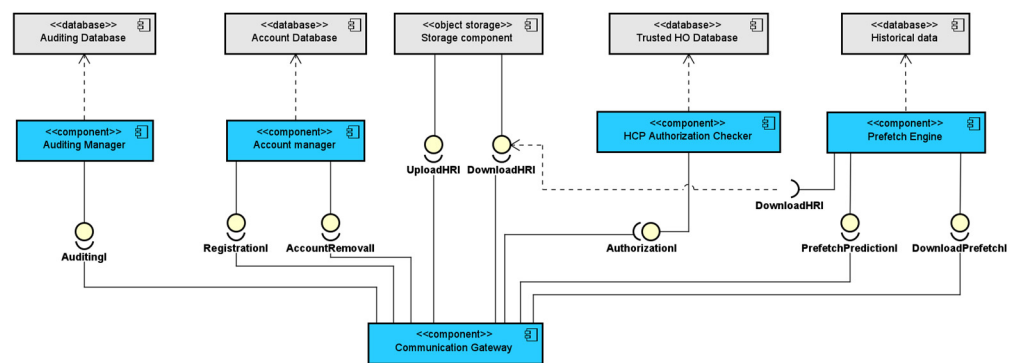 <<database>>
Auditing Database
<<database>>
Account Database
<<object storage>>
Storage component
<<database>>
Trusted HO Database
<<database>>
Historical data
<<component>>
Auditing Manager
<<component>>
Account manager
<<component>>
HCP Authorization Checker
<<component>>
Prefetch Engine
UploadHRI
DownloadHRI
DownloadHRI
AuditingI
RegistrationI
AccountRemovalI
AuthorizationI
PrefetchPredictionI
DownloadPrefetchI
<<component>>
Communication Gateway